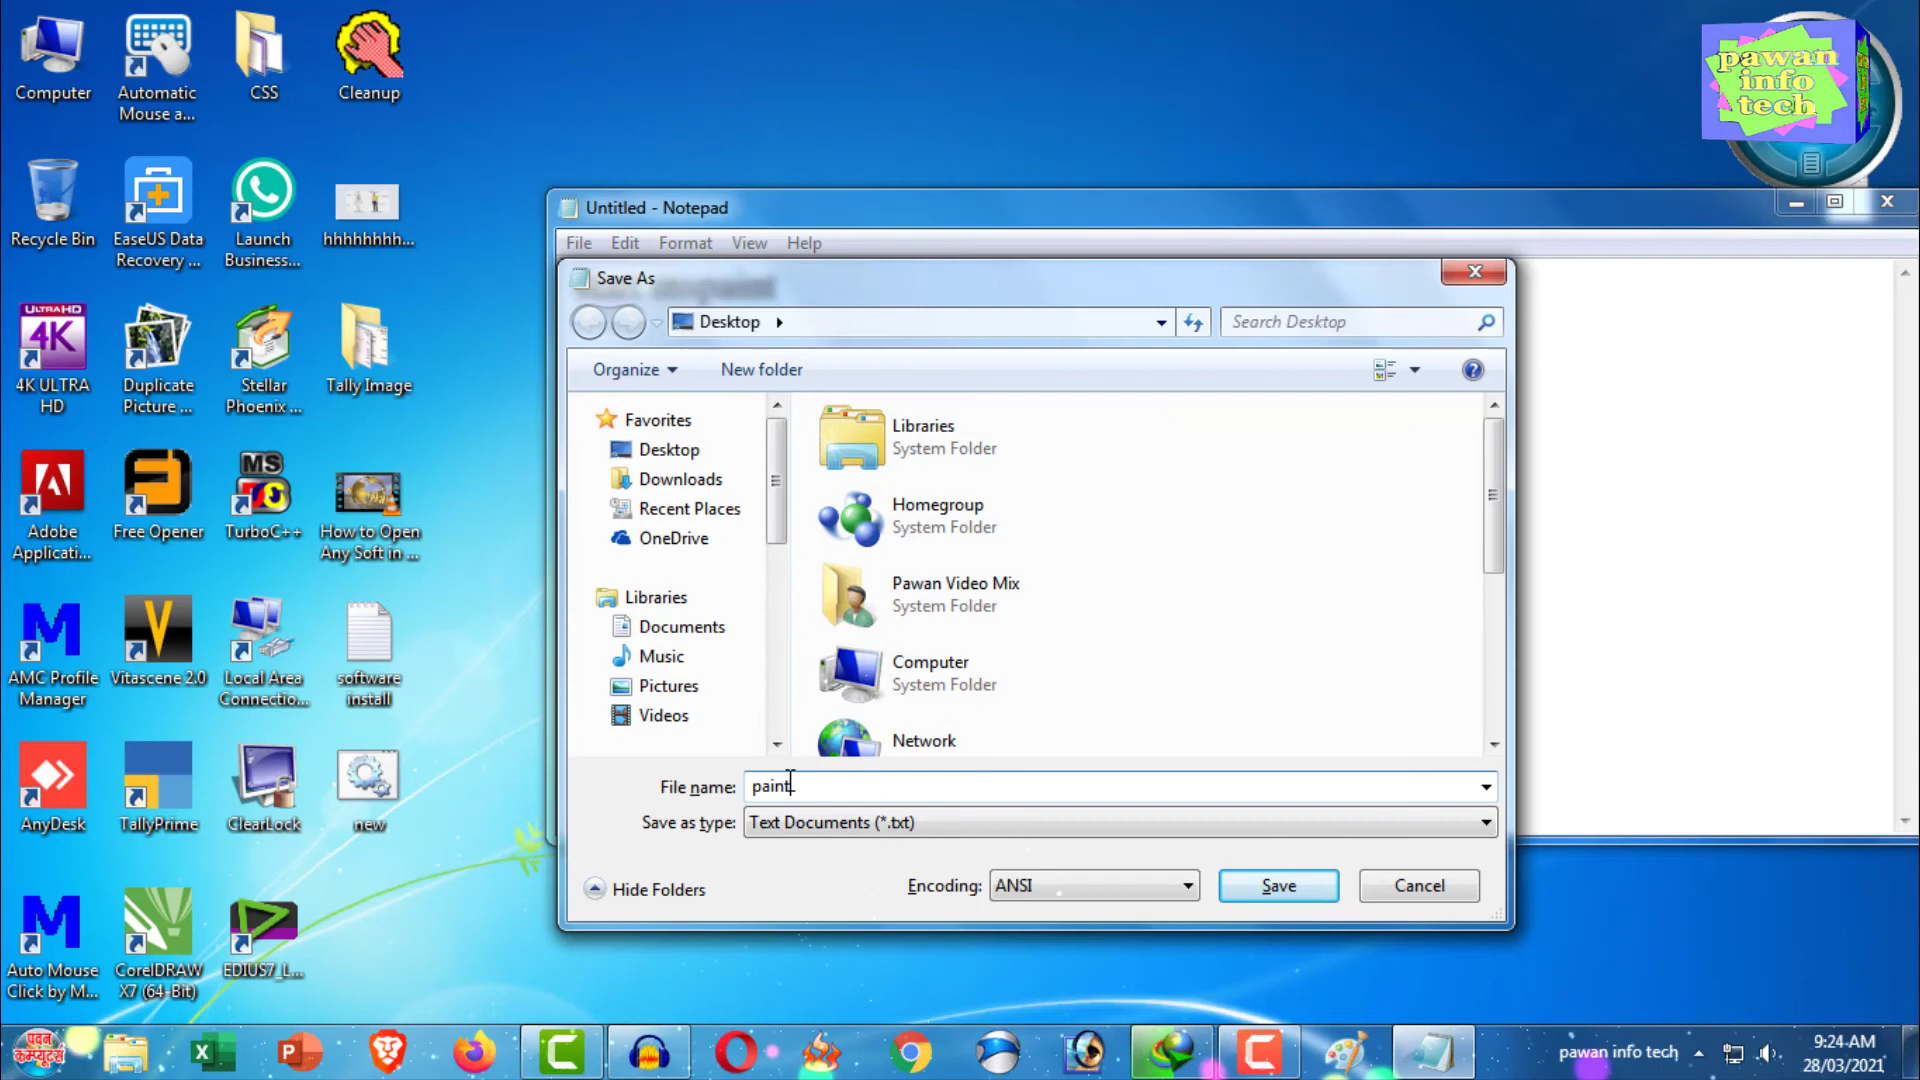 Computer
Automatic
Mouse a...
CSS
Cleanup
pawan
info
tech
Recycle Bin
EaseUS Data
Recovery ...
Launch
Business...
hhhhhhhh...
ULTRA HD
4K
4K ULTRA
HD
Duplicate
Picture ...
Stellar
Phoenix ...
Tally Image
Adobe
Applicati...
Free Opener
MS
TurboC++
How to Open
Any Soft in ...
AMC Profile
Manager
Vitascene 2.0
Local Area
Connectio...
software
install
AnyDesk
TallyPrime
ClearLock
new
Auto Mouse
Click by M...
CorelDRAW
X7 (64-Bit)
EDIUS7_L...
Untitled - Notepad
File Edit Format View Help
Save As
Desktop
Search Desktop
Organize
New folder
Favorites
Desktop
Downloads
Recent Places
OneDrive
Libraries
Documents
Music
Pictures
Videos
Libraries
System Folder
Homegroup
System Folder
Pawan Video Mix
System Folder
Computer
System Folder
Network
File name: paint
Save as type: Text Documents (*.txt)
Hide Folders
Encoding: ANSI
Save
Cancel
पवन
कम्प्यूटर्स
pawan info tech
9:24 AM
28/03/2021